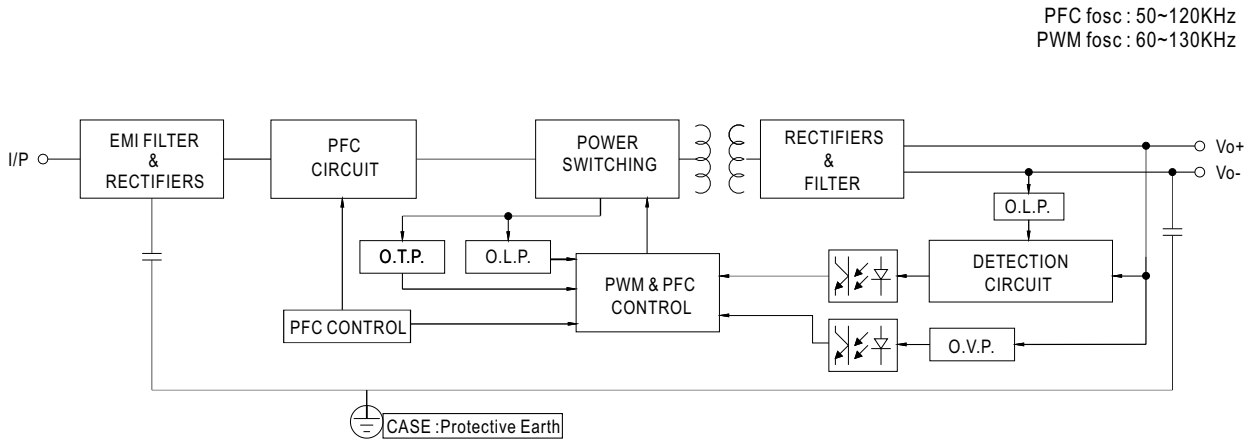 PFC fosc : 50~120KHz
PWM fosc : 60~130KHz
I/P
EMI FILTER
&
RECTIFIERS
PFC
CIRCUIT
POWER
SWITCHING
RECTIFIERS
&
FILTER
Vo+
Vo-
O.L.P.
O.T.P.
O.L.P.
PWM & PFC
CONTROL
DETECTION
CIRCUIT
PFC CONTROL
O.V.P.
CASE :Protective Earth